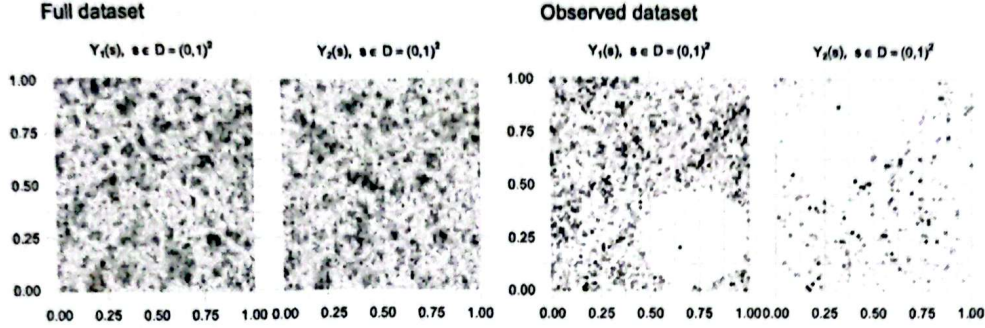 Full dataset
Observed dataset
Y₁(s), s ∈ D = (0,1)²
Y₂(s), s ∈ D = (0,1)²
Y₁(s), s ∈ D = (0,1)²
Y₂(s), s ∈ D = (0,1)²
1.00
0.75
0.50
0.25
0.00
1.00
0.75
0.50
0.25
0.00
0.00 0.25 0.50 0.75 1.00 0.00 0.25 0.50 0.75 1.00
0.00 0.25 0.50 0.75 1.00 0.00 0.25 0.50 0.75 1.00